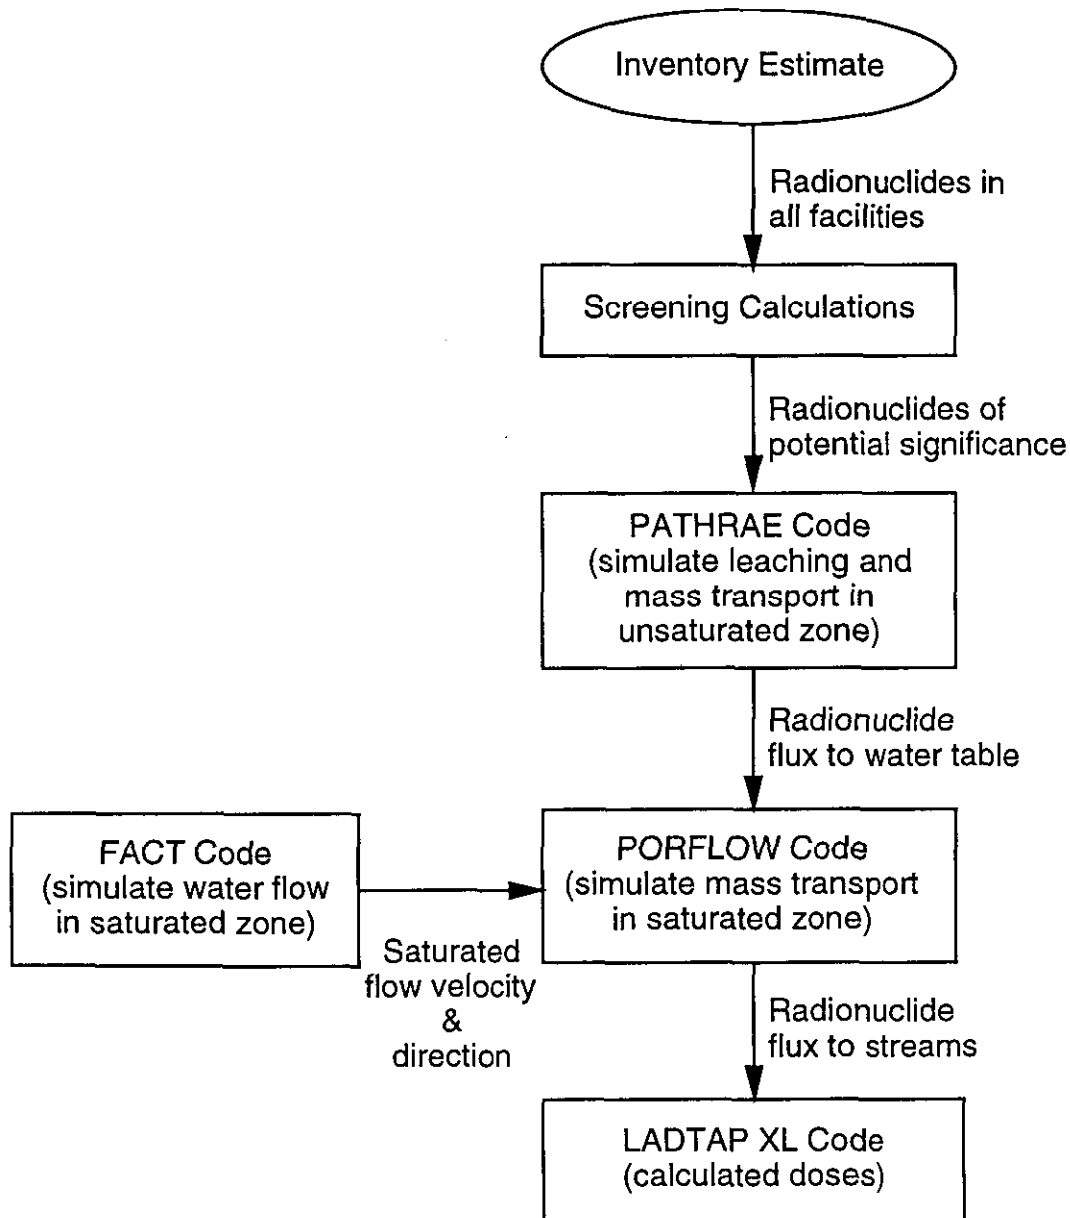 Inventory Estimate
Radionuclides in
all facilities
Screening Calculations
Radionuclides of
potential significance
PATHRAE Code
(simulate leaching and
mass transport in
unsaturated zone)
Radionuclide
flux to water table
FACT Code
(simulate water flow
in saturated zone)
Saturated
flow velocity
&
direction
PORFLOW Code
(simulate mass transport
in saturated zone)
Radionuclide
flux to streams
LADTAP XL Code
(calculated doses)